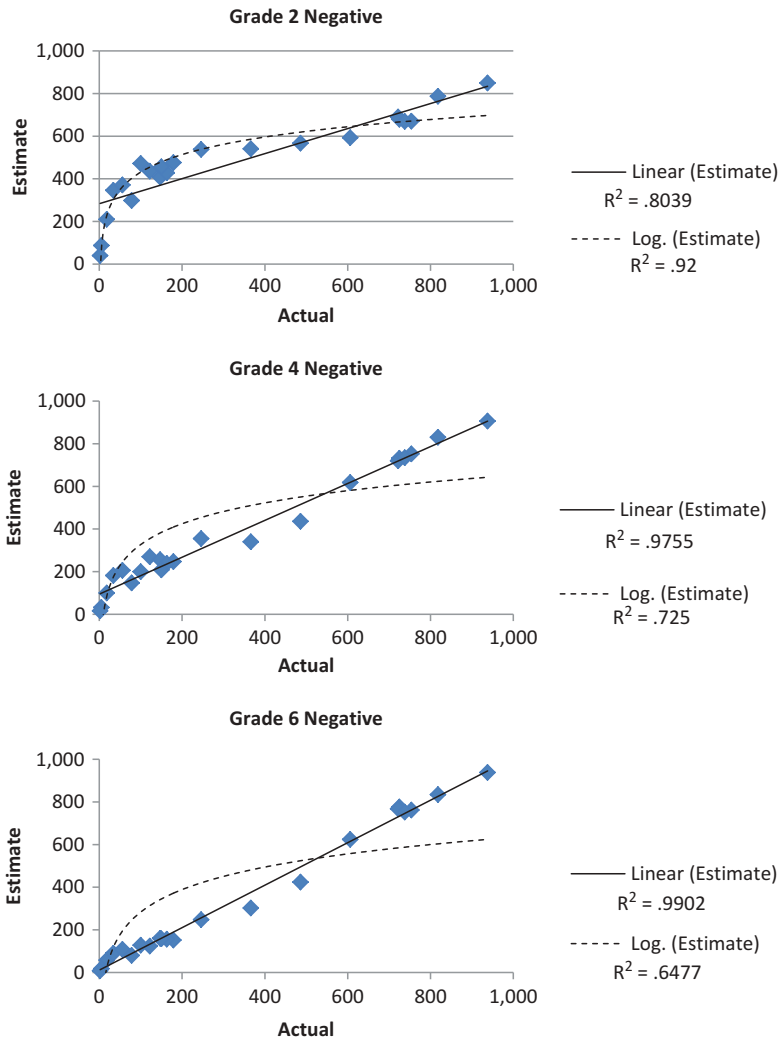 Grade 2 Negative
1,000
800
600
400
200
0
Estimate
0 200 400 600 800 1,000
Actual
Linear (Estimate)
R² = .8039
Log. (Estimate)
R² = .92
Grade 4 Negative
1,000
800
600
400
200
0
Estimate
0 200 400 600 800 1,000
Actual
Linear (Estimate)
R² = .9755
Log. (Estimate)
R² = .725
Grade 6 Negative
1,000
800
600
400
200
0
Estimate
0 200 400 600 800 1,000
Actual
Linear (Estimate)
R² = .9902
Log. (Estimate)
R² = .6477